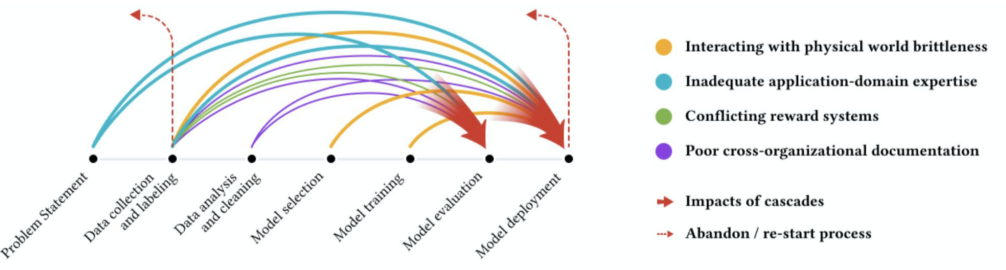 Problem Statement
Data collection
and labeling
Data analysis
and cleaning
Model selection
Model training
Model evaluation
Model deployment
Interacting with physical world brittleness
Inadequate application-domain expertise
Conflicting reward systems
Poor cross-organizational documentation
Impacts of cascades
Abandon / re-start process